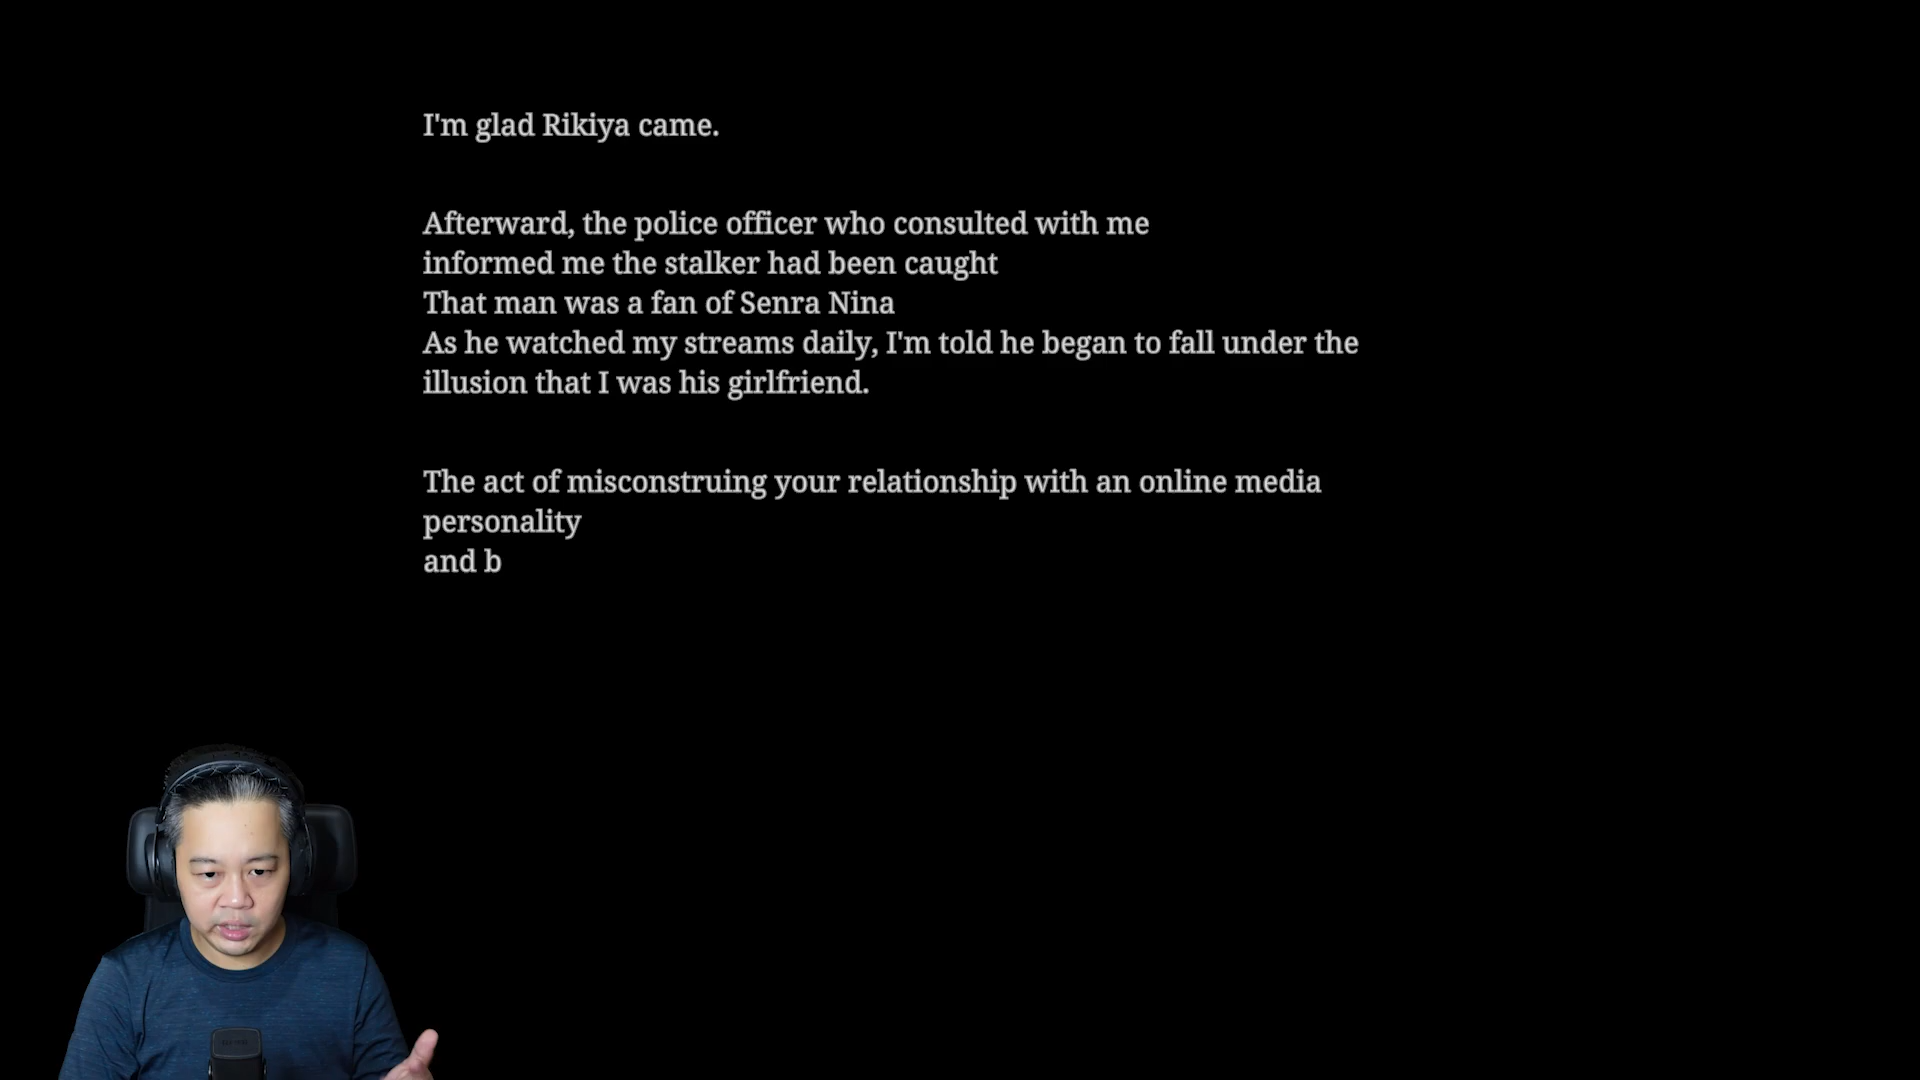 I'm glad Rikiya came.
Afterward, the police officer who consulted with me
informed me the stalker had been caught
That man was a fan of Senra Nina
As he watched my streams daily, I'm told he began to fall under the
illusion that I was his girlfriend.
The act of misconstruing your relationship with an online media
personality
and b